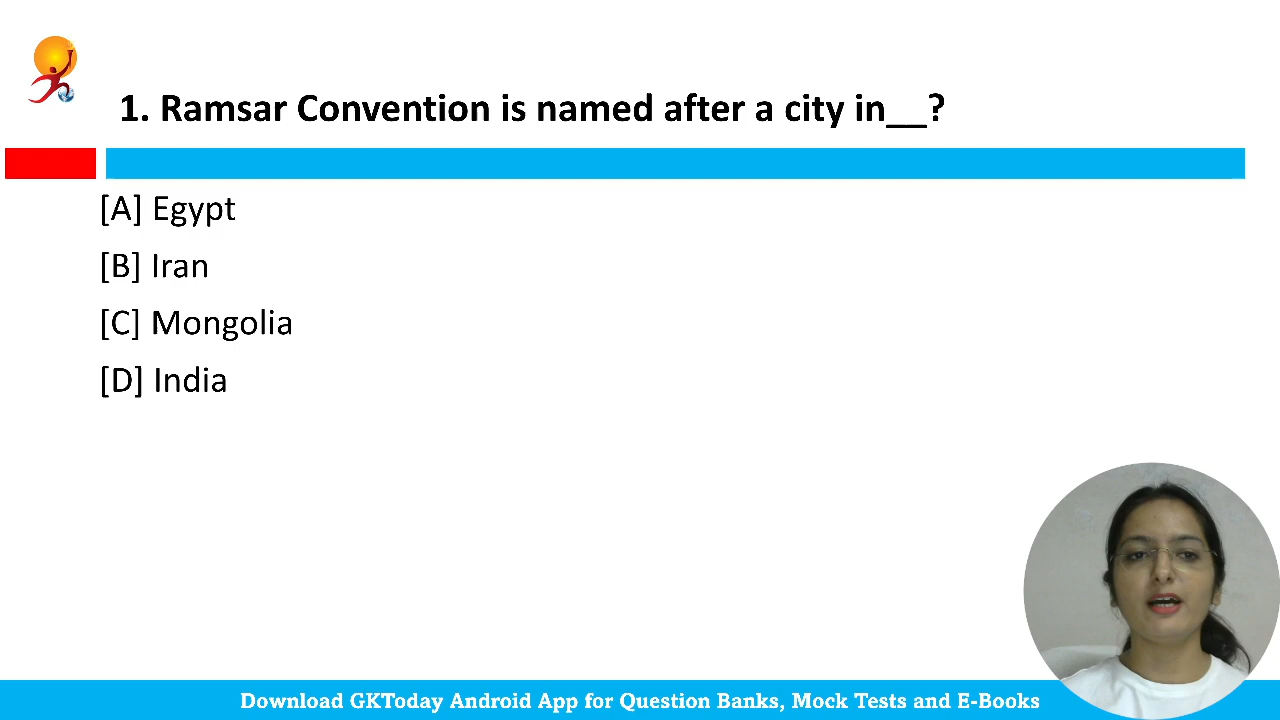 1. Ramsar Convention is named after a city in__?
[A] Egypt
[B] Iran
[C] Mongolia
[D] India
Download GKToday Android App for Question Banks, Mock Tests and E-Books